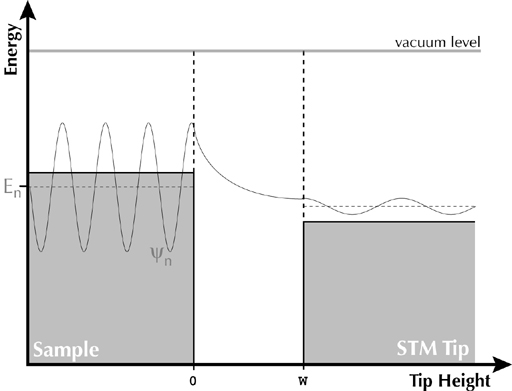 Energy
vacuum level
En
ψn
Sample
STM Tip
0
w
Tip Height